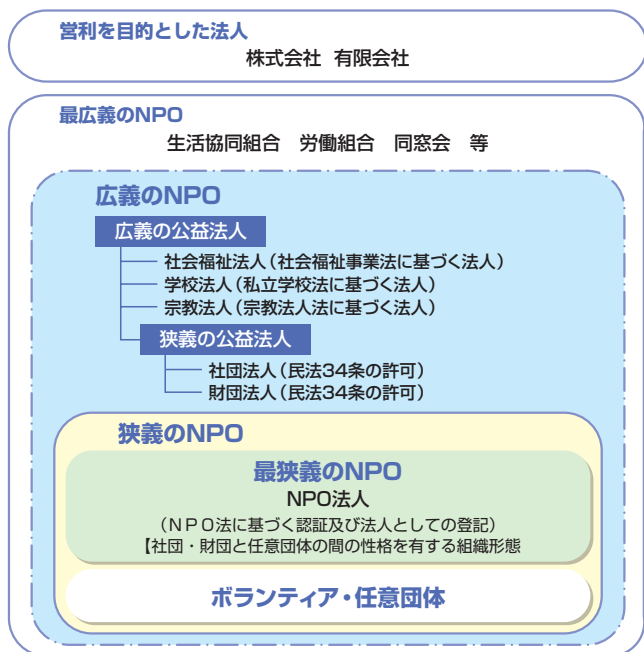 営利を目的とした法人
株式会社 有限会社
最広義のNPO
生活協同組合 労働組合 同窓会 等
広義のNPO
広義の公益法人
社会福祉法人(社会福祉事業法に基づく法人)
学校法人(私立学校法に基づく法人)
宗教法人(宗教法人法に基づく法人)
狭義の公益法人
社団法人(民法34条の許可)
財団法人(民法34条の許可)
狭義のNPO
最狭義のNPO
NPO法人
(NPO法に基づく認証及び法人としての登記)
【社団・財団と任意団体の間の性格を有する組織形態
ボランティア・任意団体